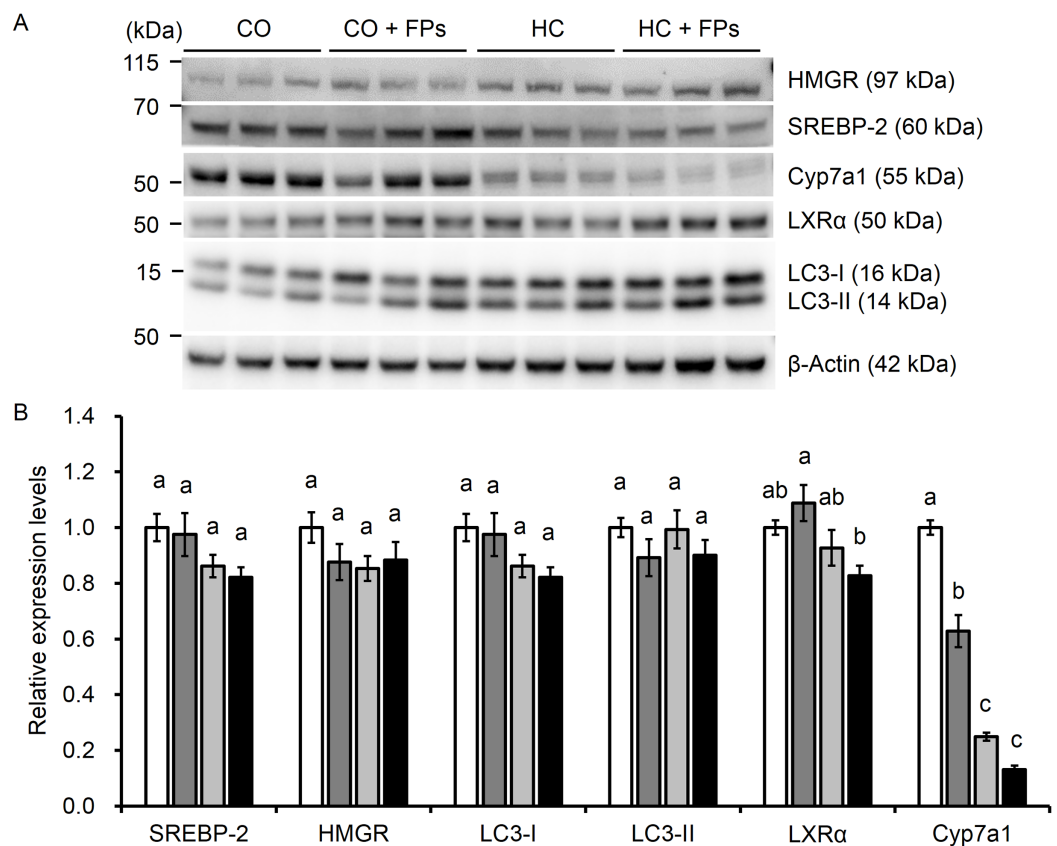 A
(kDa) CO CO + FPs HC HC + FPs
115
HMGR (97 kDa)
70
SREBP-2 (60 kDa)
50
Cyp7a1 (55 kDa)
50
LXRα (50 kDa)
15
LC3-I (16 kDa)
LC3-II (14 kDa)
50
β-Actin (42 kDa)
B
Relative expression levels
1.4
1.2
1.0
0.8
0.6
0.4
0.2
0.0
a a a a
a a a a
a a a a
a a a a
ab a ab b
a b c c
SREBP-2 HMGR LC3-I LC3-II LXRα Cyp7a1